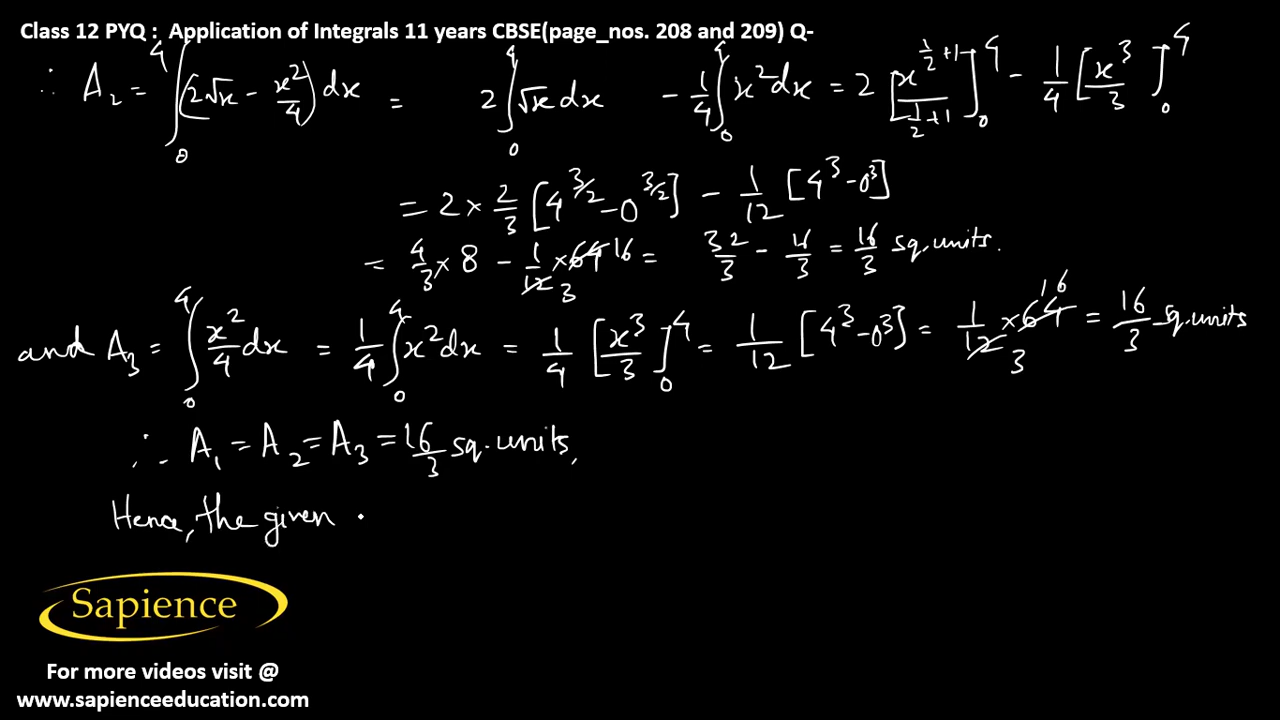 Class 12 PYQ : Application of Integrals 11 years CBSE(page_nos. 208 and 209) Q-
∴ A₂ = ∫₀⁴ (2√x - x²/4) dx = 2 ∫₀⁴ √x dx - 1/4 ∫₀⁴ x² dx = 2 [x^(1/2+1)/(1/2+1)]₀⁴ - 1/4 [x³/3]₀⁴
= 2 × 2/3 [4^(3/2) - 0^(3/2)] - 1/12 [4³ - 0³]
= 4/3 × 8 - 1/12 3 × 64 16 = 32/3 - 16/3 = 16/3 sq. units.
and A₃ = ∫₀⁴ x²/4 dx = 1/4 ∫₀⁴ x² dx = 1/4 [x³/3]₀⁴ = 1/12 [4³ - 0³] = 1/12 3 × 64 16 = 16/3 sq. units
∴ A₁ = A₂ = A₃ = 16/3 sq. units,
Hence, the given
Sapience
For more videos visit @
www.sapienceeducation.com